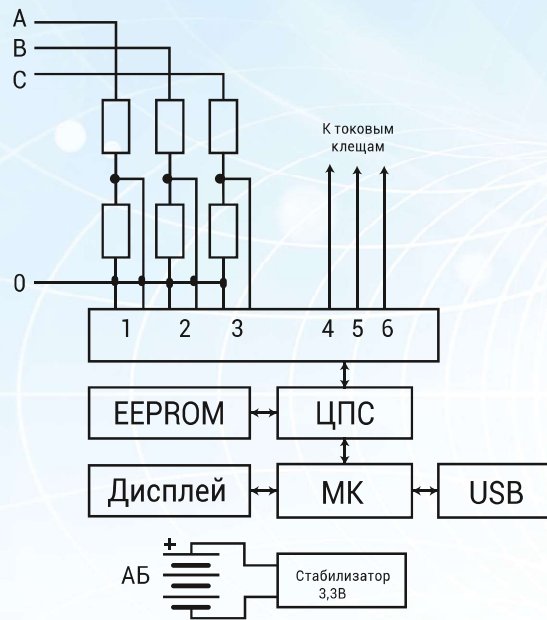 A
B
C
К токовым
клещам
0
1 2 3 4 5 6
EEPROM
ЦПС
Дисплей
МК
USB
+
АБ
Стабилизатор
3,3В